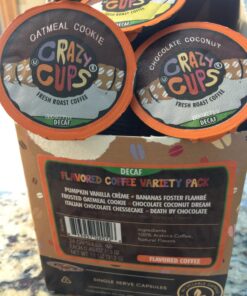 OATMEAL COOKIE
CRAZY
CUPS
FRESH ROAST COFFEE
DECAF
CHOCOLATE COCONUT
CRAZY
CUPS
FRESH ROAST COFFEE
DECAF
DECAF
FLAVORED COFFEE VARIETY PACK
PUMPKIN VANILLA CRÈME • BANANAS FOSTER FLAMBÉ
FROSTED OATMEAL COOKIE • CHOCOLATE COCONUT DREAM
ITALIAN CHOCOLATE CHEESECAKE • DEATH BY CHOCOLATE
Ingredients:
100% Arabica Coffee,
Natural Flavors
FLAVORED COFFEE
SINGLE SERVE CAPSULES